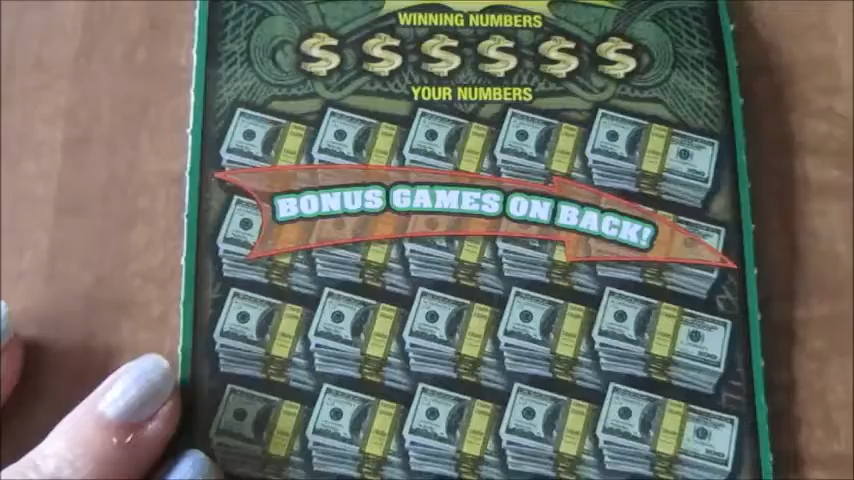 WINNING NUMBERS
$ $ $ $ $ $
YOUR NUMBERS
BONUS GAMES ON BACK!